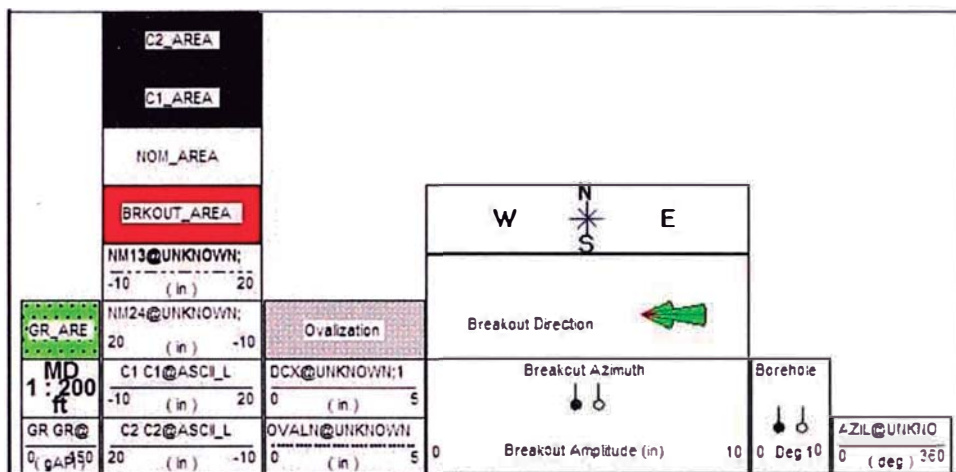 C2_AREA
C1_AREA
NOM_AREA
BRKOUT_AREA
N
W E
S
NM13@UNKNOWN;
-10 (in) 20
GR_ARE
NM24@UNKNOWN;
20 (in) -10
Ovalization
Breakout Direction
MD
1 : 200
ft
C1 C1@ASCII_L
-10 (in) 20
DCX@UNKNOWN;1
0 (in) 5
Breakout Azimuth
Borehole
GR GR@
0 (gAPI) 150
C2 C2@ASCII_L
20 (in) -10
OVALN@UNKNOWN
0 (in) 5
0 Breakout Amplitude (in) 10
0 Deg 10
AZIL@UNKNO
0 (deg) 360